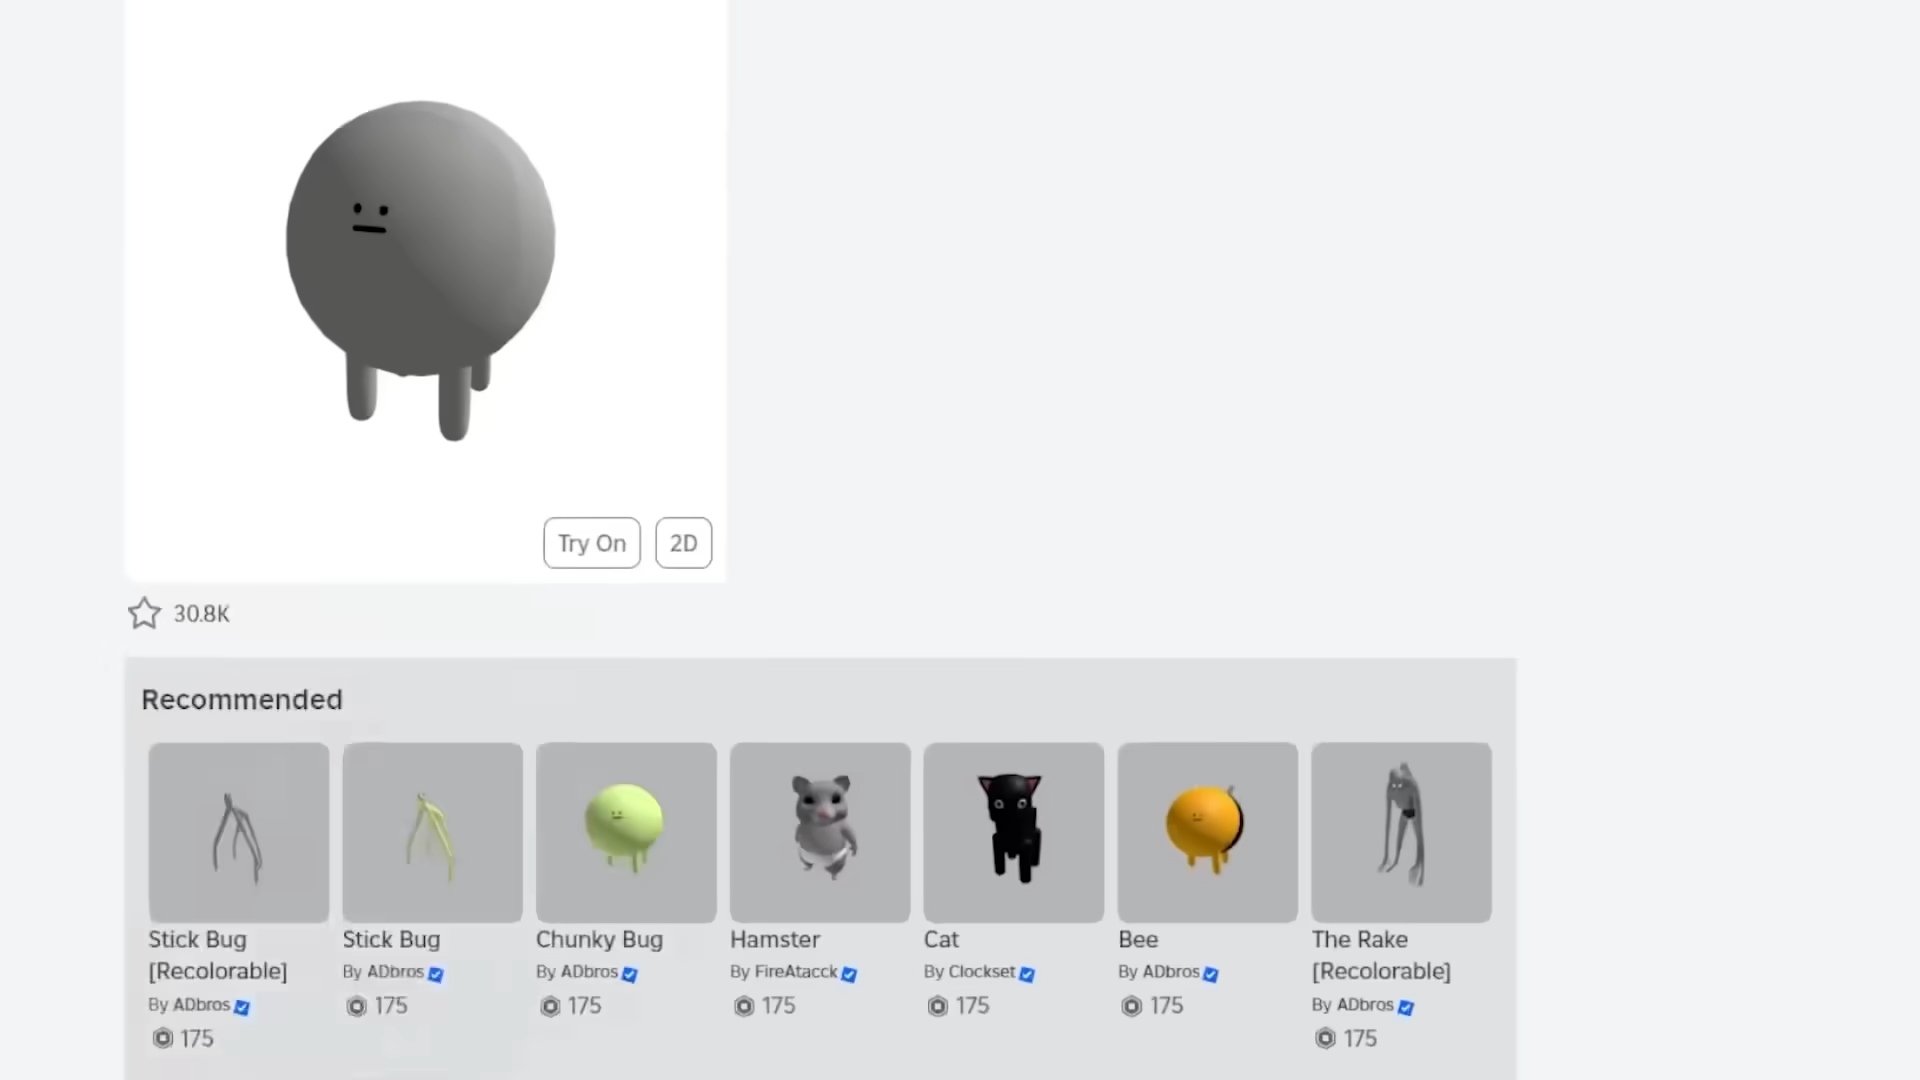 Try On
2D
30.8K
Recommended
Stick Bug
[Recolorable]
By ADbros
175
Stick Bug
By ADbros
175
Chunky Bug
By ADbros
175
Hamster
By FireAtacck
175
Cat
By Clockset
175
Bee
By ADbros
175
The Rake
[Recolorable]
By ADbros
175